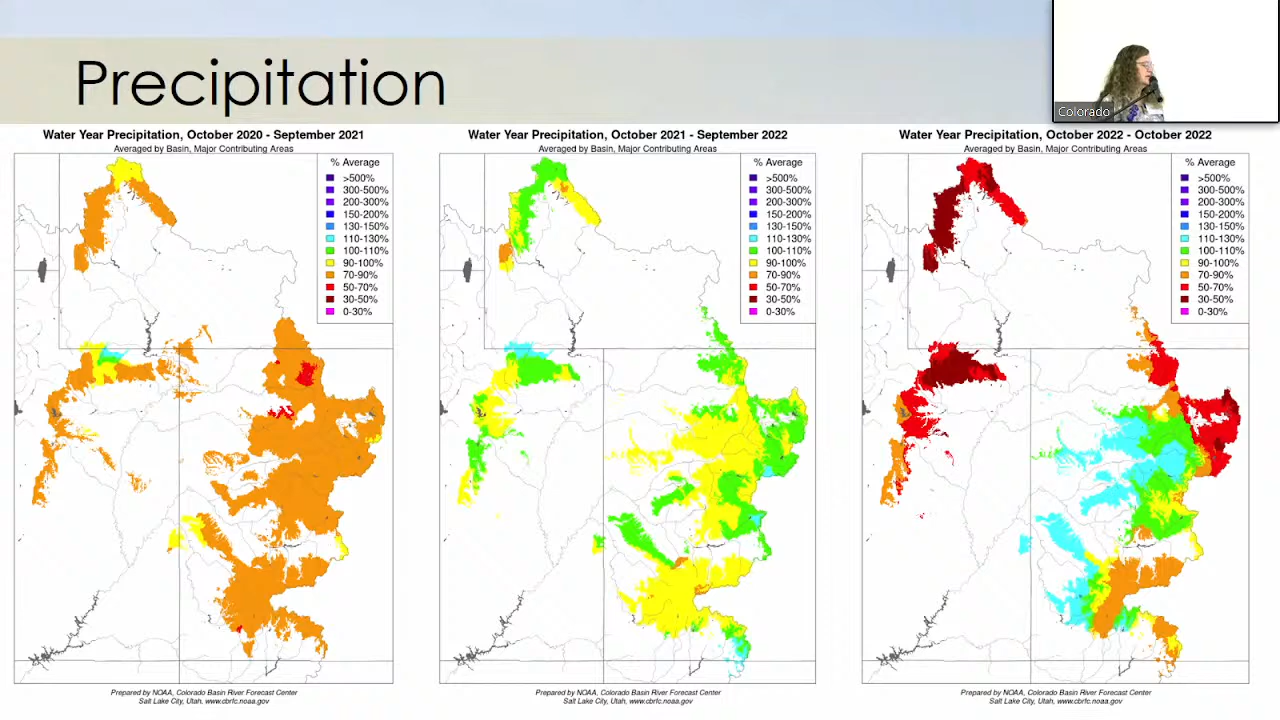 Precipitation
Colorado
Water Year Precipitation, October 2020 - September 2021
Averaged by Basin, Major Contributing Areas
% Average
>500%
300-500%
200-300%
150-200%
130-150%
110-130%
100-110%
90-100%
70-90%
50-70%
30-50%
0-30%
Prepared by NOAA, Colorado Basin River Forecast Center
Salt Lake City, Utah, www.cbrfc.noaa.gov
Water Year Precipitation, October 2021 - September 2022
Averaged by Basin, Major Contributing Areas
% Average
>500%
300-500%
200-300%
150-200%
130-150%
110-130%
100-110%
90-100%
70-90%
50-70%
30-50%
0-30%
Prepared by NOAA, Colorado Basin River Forecast Center
Salt Lake City, Utah, www.cbrfc.noaa.gov
Water Year Precipitation, October 2022 - October 2022
Averaged by Basin, Major Contributing Areas
% Average
>500%
300-500%
200-300%
150-200%
130-150%
110-130%
100-110%
90-100%
70-90%
50-70%
30-50%
0-30%
Prepared by NOAA, Colorado Basin River Forecast Center
Salt Lake City, Utah, www.cbrfc.noaa.gov